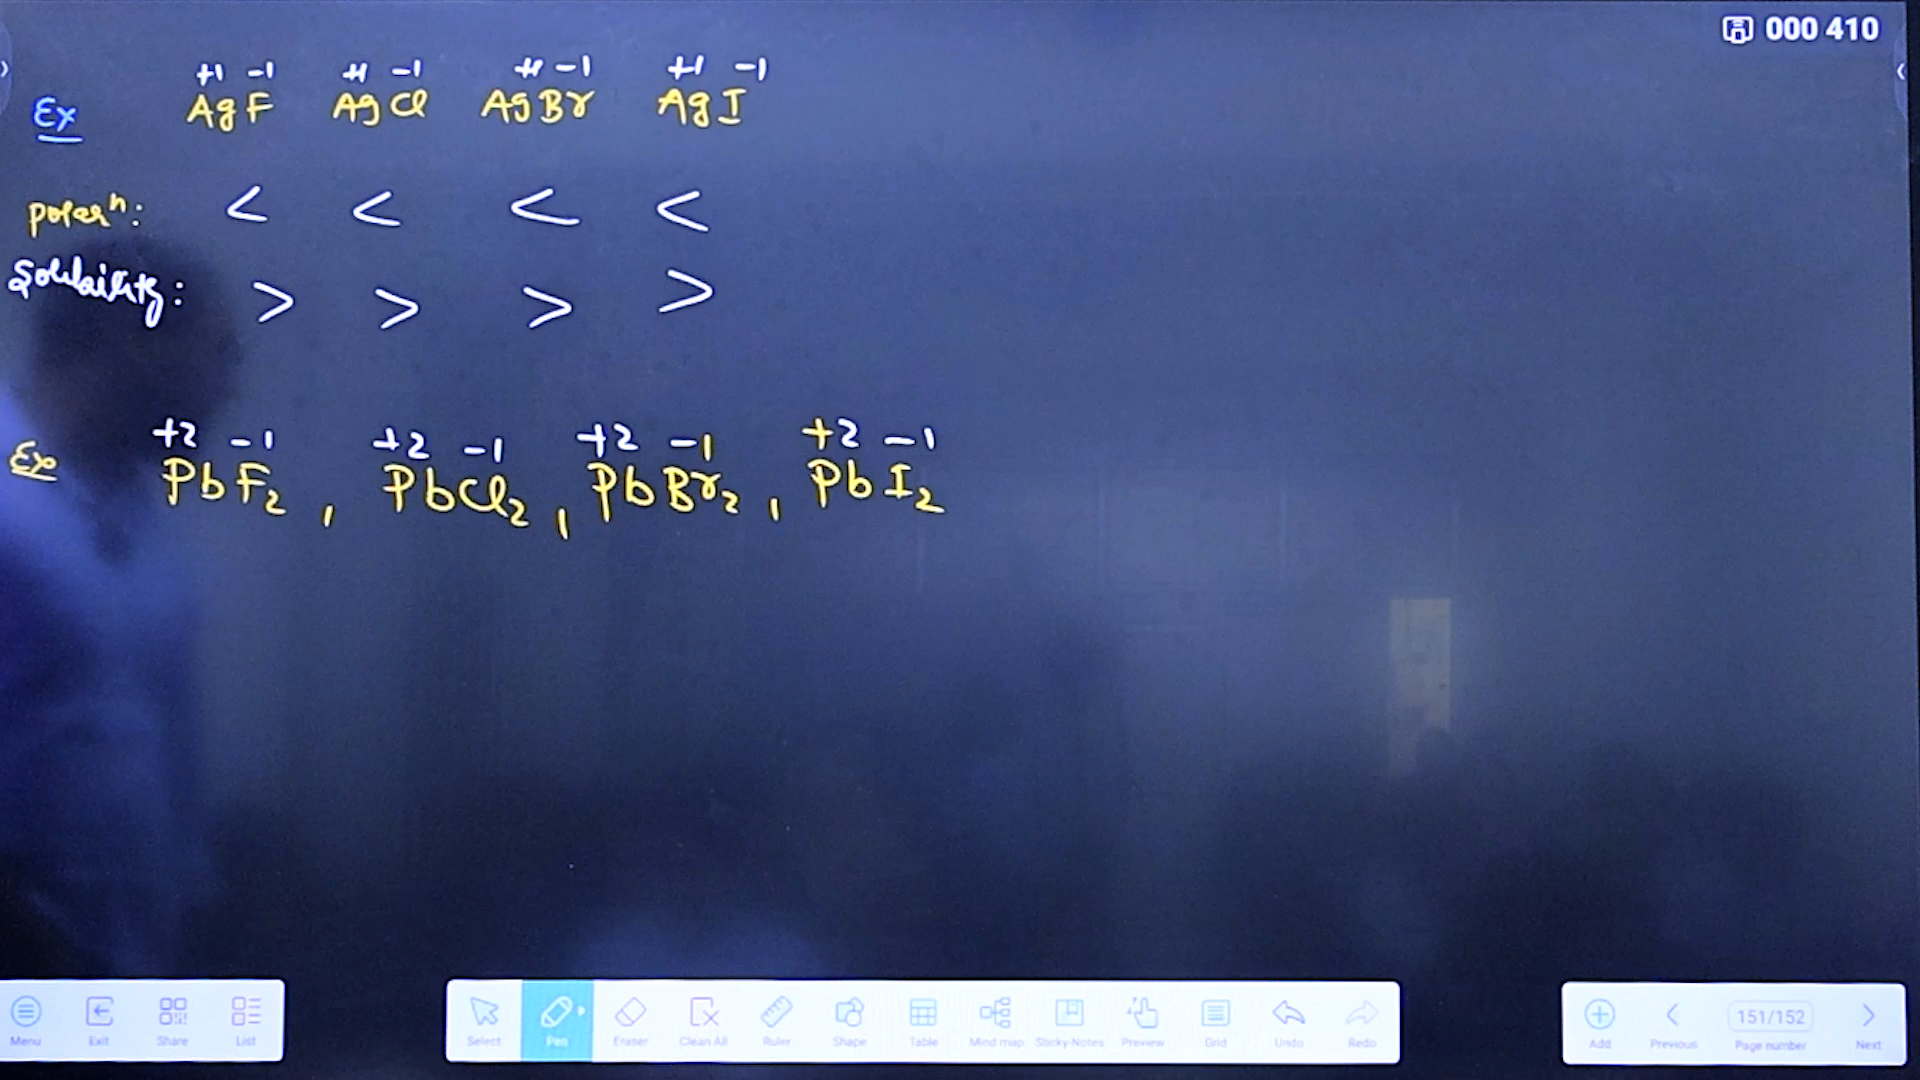 000 410
+1 -1 +1 -1 +1 -1 +1 -1
Ex AgF AgCl AgBr AgI
polarⁿ: < < < <
Solubility: > > > >
+2 -1 +2 -1 +2 -1 +2 -1
Ex PbF₂ , PbCl₂ , PbBr₂ , PbI₂
Menu Exit Share List Select Pen Eraser Clean All Ruler Shape Table Mind map Sticky-Notes Preview Grid Undo Redo Add Previous 151/152 Page number Next